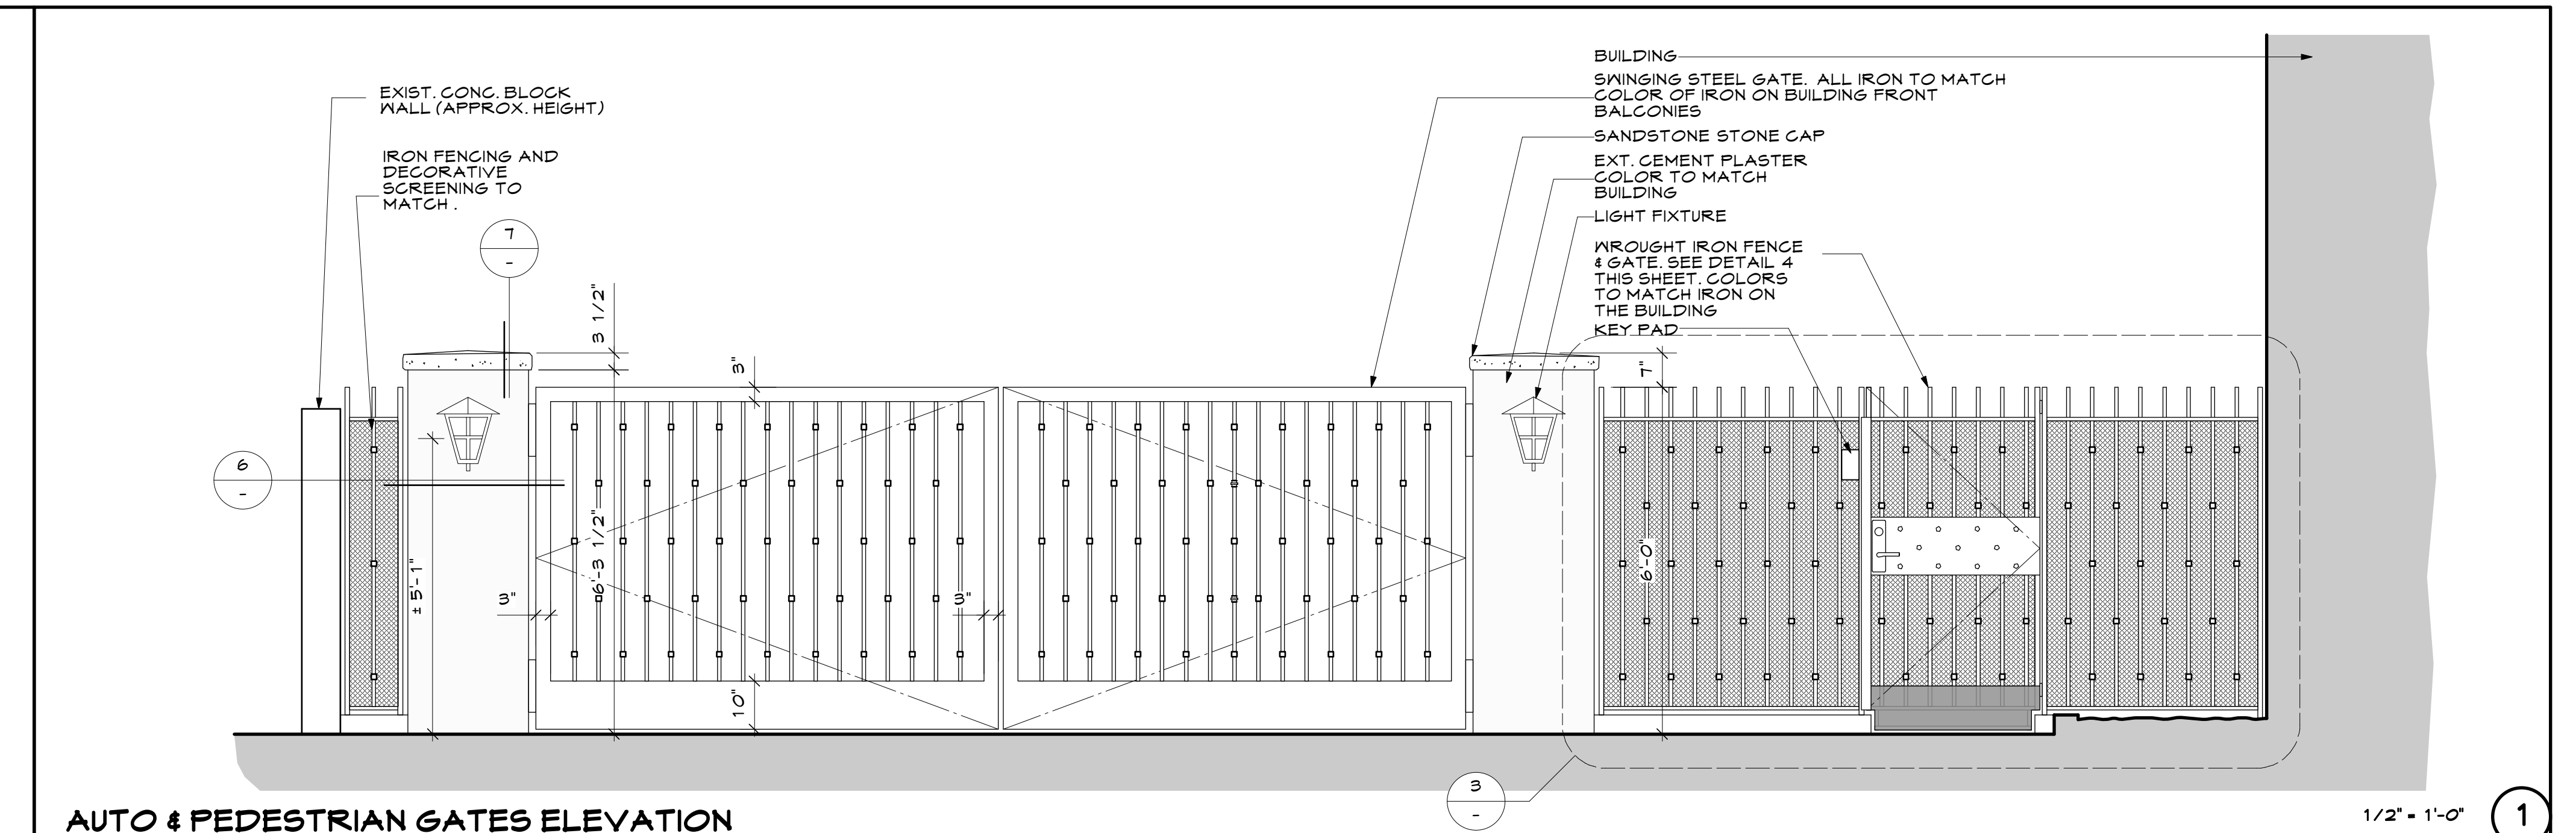 EXIST. CONC. BLOCK
WALL (APPROX. HEIGHT)
IRON FENCING AND
DECORATIVE
SCREENING TO
MATCH .
7
-
6
-
3 1/2"
3"
± 5'-1"
3"
6'-3 1/2"
10"
3"
BUILDING
SWINGING STEEL GATE. ALL IRON TO MATCH
COLOR OF IRON ON BUILDING FRONT
BALCONIES
SANDSTONE STONE CAP
EXT. CEMENT PLASTER
COLOR TO MATCH
BUILDING
LIGHT FIXTURE
WROUGHT IRON FENCE
& GATE. SEE DETAIL 4
THIS SHEET. COLORS
TO MATCH IRON ON
THE BUILDING
KEY PAD
7"
6'-0"
3
-
AUTO & PEDESTRIAN GATES ELEVATION
1/2" = 1'-0"
1